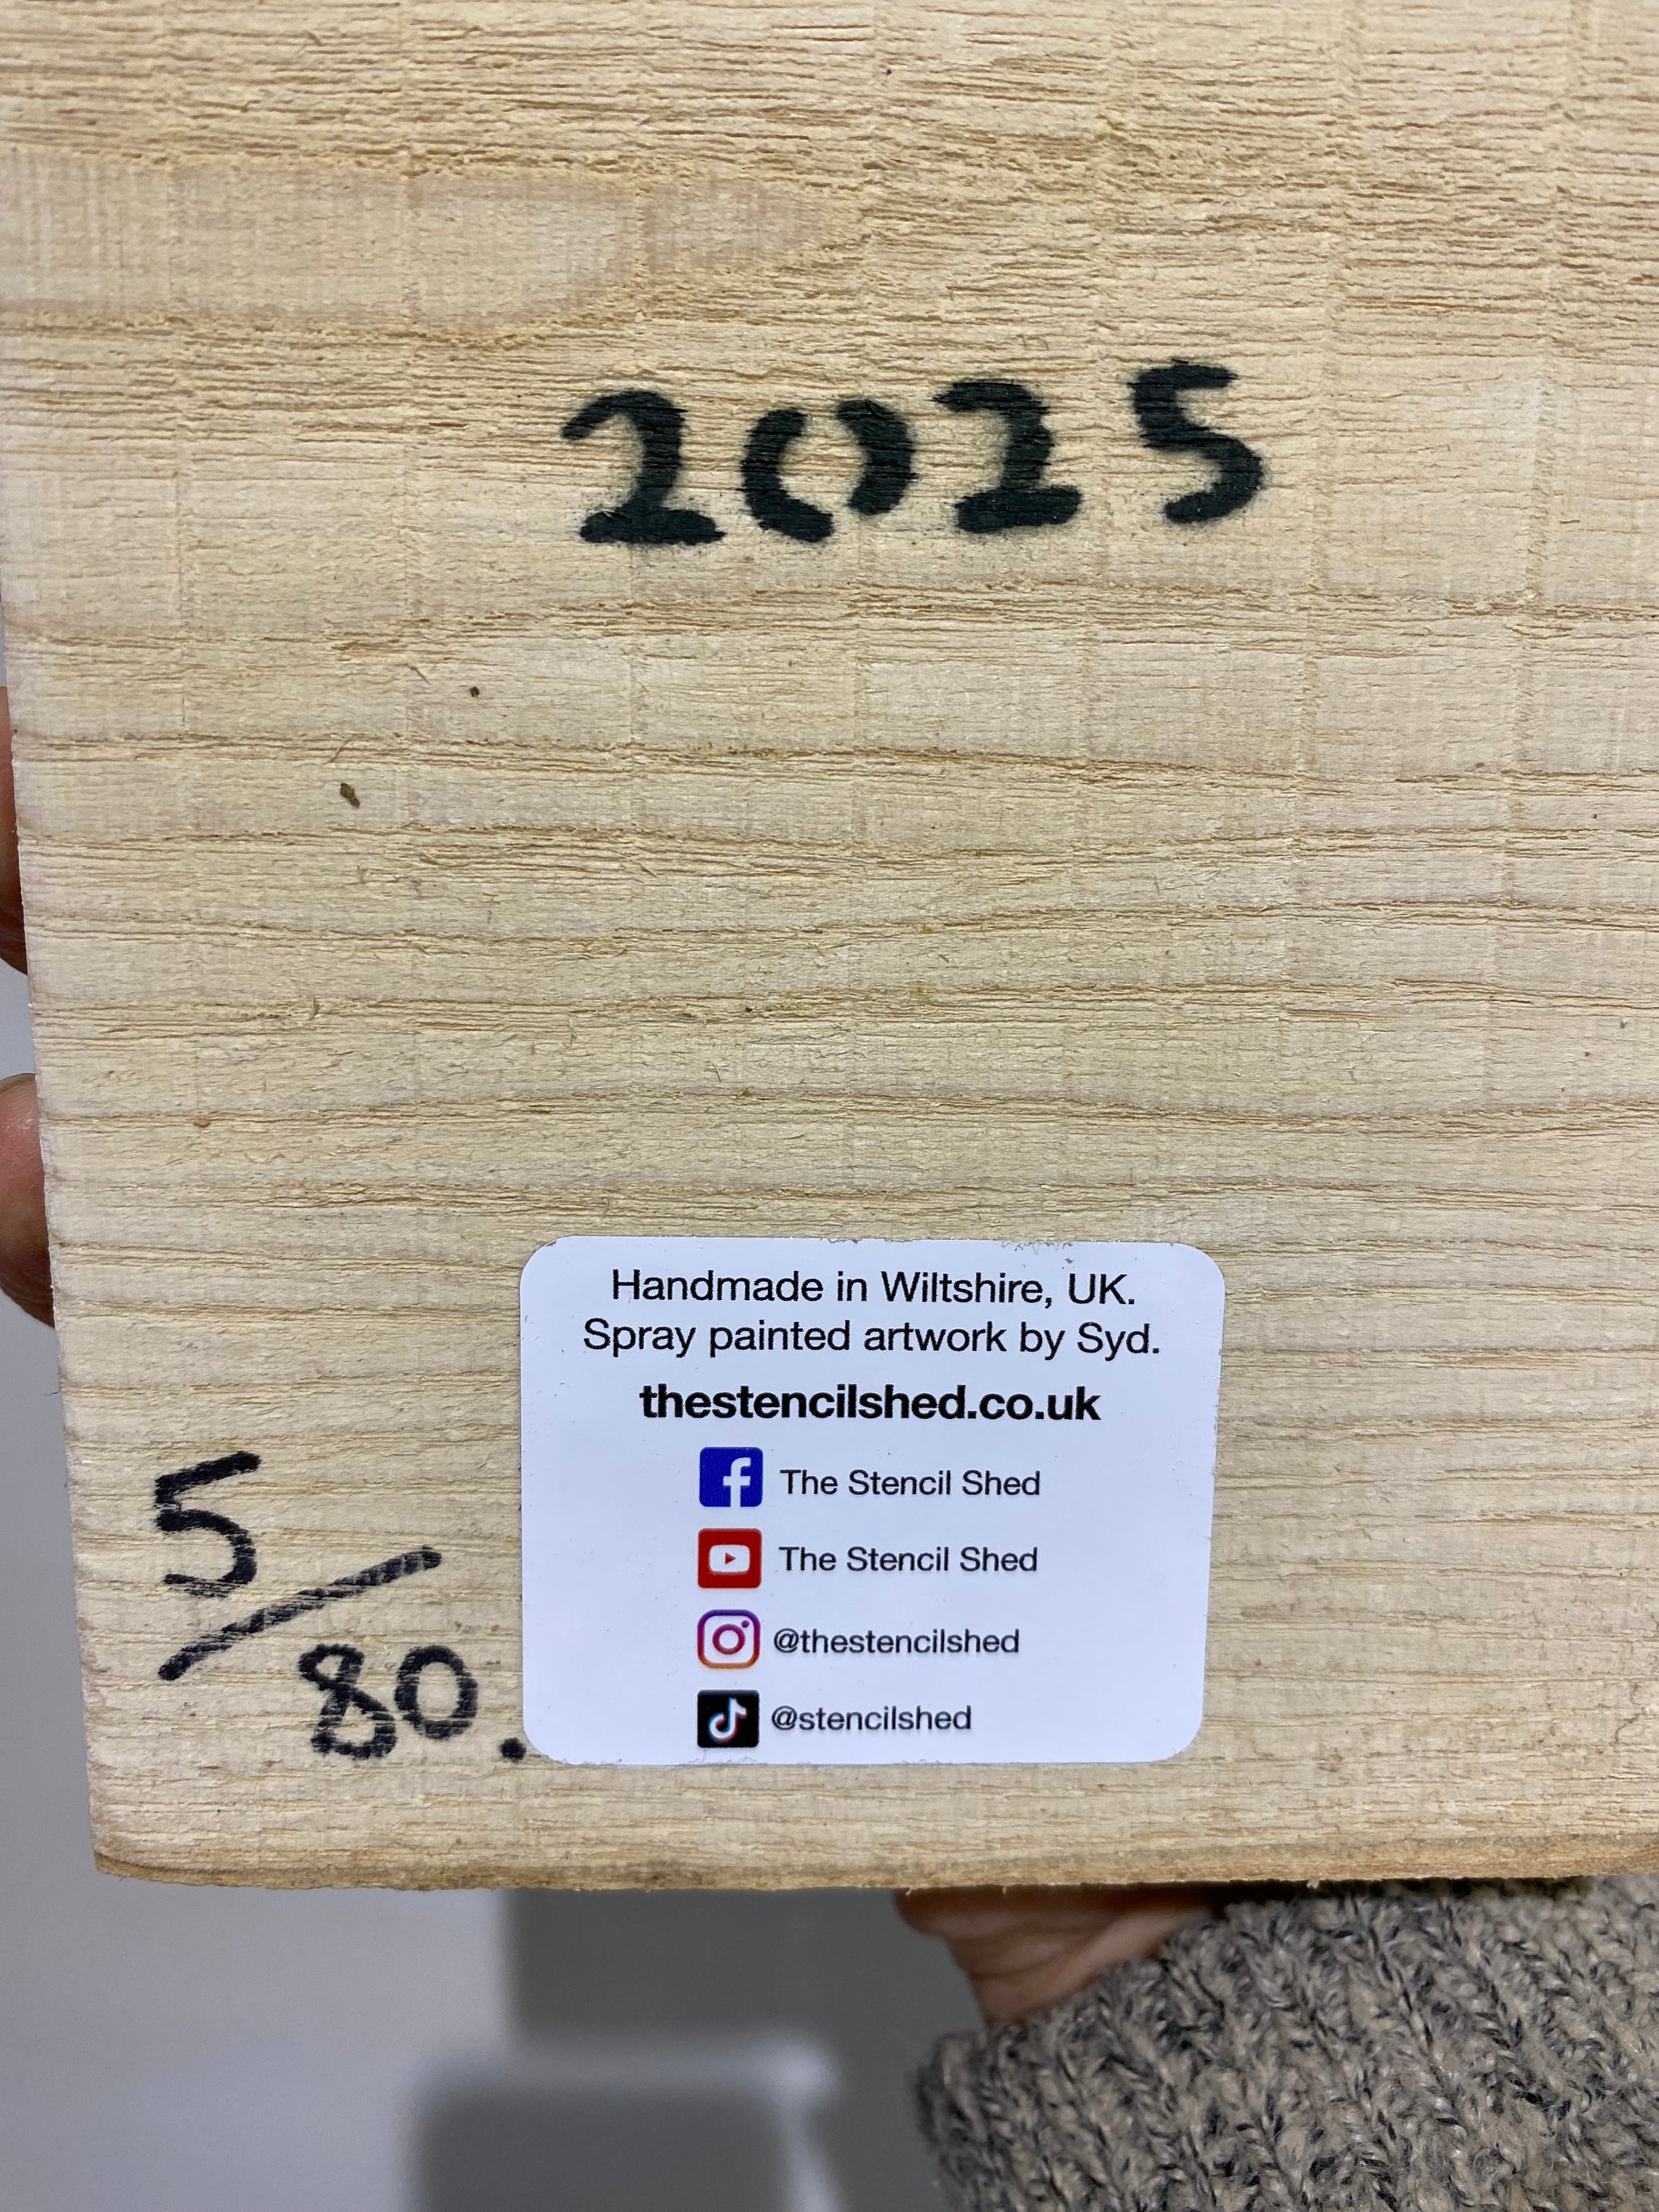 2025
Handmade in Wiltshire, UK.
Spray painted artwork by Syd.
thestencilshed.co.uk
The Stencil Shed
The Stencil Shed
@thestencilshed
@stencilshed
5/80.